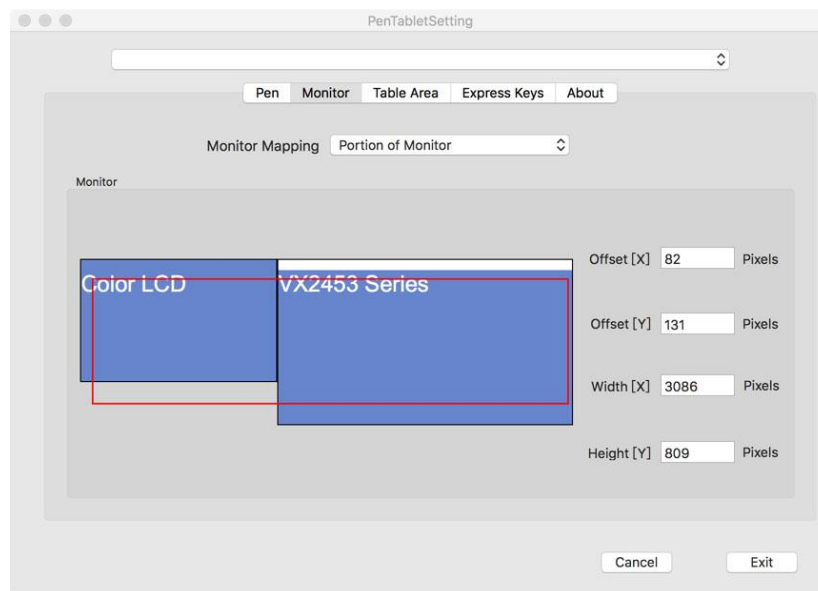 PenTabletSetting
Pen Monitor Table Area Express Keys About
Monitor Mapping Portion of Monitor
Monitor
Color LCD VX2453 Series
Offset [X] 82 Pixels
Offset [Y] 131 Pixels
Width [X] 3086 Pixels
Height [Y] 809 Pixels
Cancel Exit